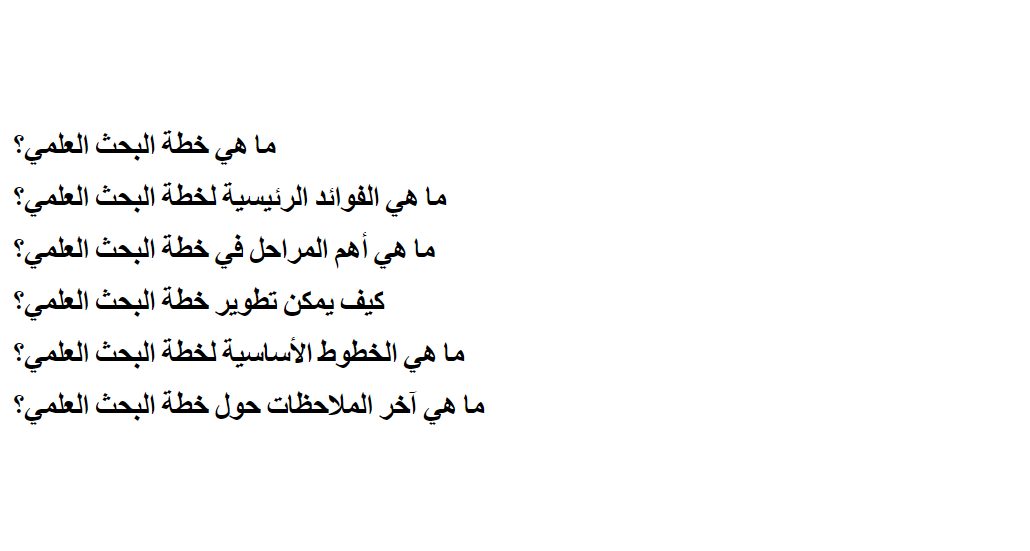 ما هي خطة البحث العلمي؟
ما هي الفوائد الرئيسية لخطة البحث العلمي؟
ما هي أهم المراحل في خطة البحث العلمي؟
كيف يمكن تطوير خطة البحث العلمي؟
ما هي الخطوط الأساسية لخطة البحث العلمي؟
ما هي آخر الملاحظات حول خطة البحث العلمي؟